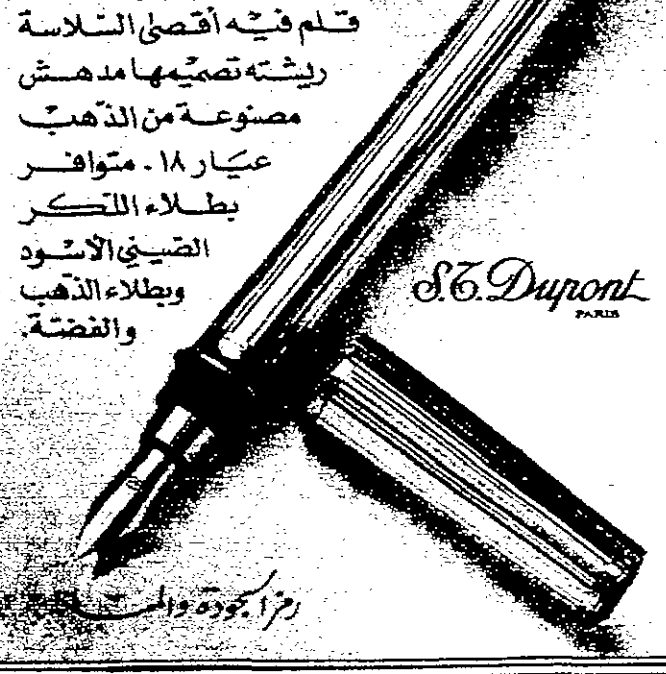 قلم فيه أقصى السلاسة
ريشته تصميمها مدهش
مصنوعة من الذهب
عيار ١٨. متوافر
بطلاء اللكر
الصيني الاسود
وبطلاء الذهب
والفضة.
S.T. Dupont
PARIS
رمز الجودة